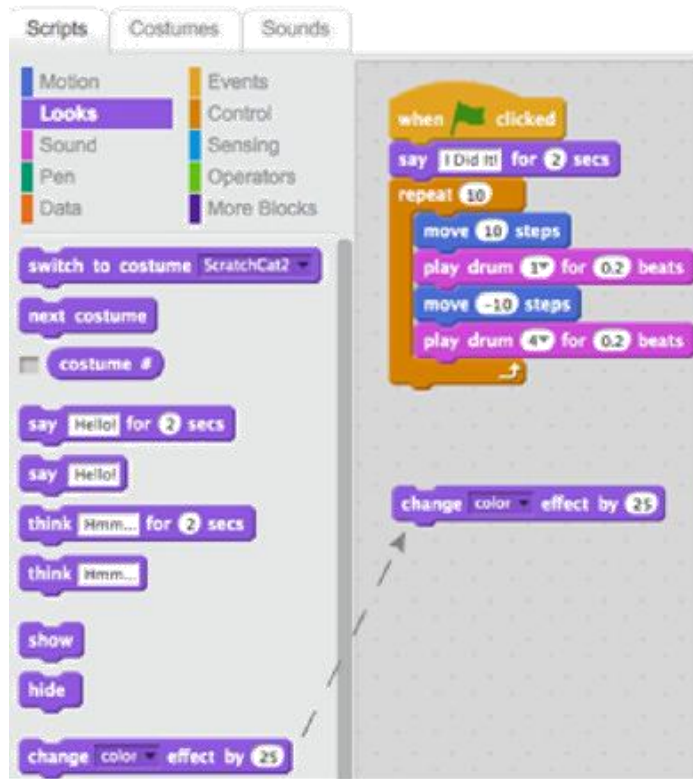 Scripts Costumes Sounds
Motion Events
Looks Control
Sound Sensing
Pen Operators
Data More Blocks
switch to costume ScratchCat2
next costume
costume #
say Hello! for 2 secs
say Hello!
think Hmm... for 2 secs
think Hmm...
show
hide
change color effect by 25
when clicked
say I Did It! for 2 secs
repeat 10
move 10 steps
play drum 1 for 0.2 beats
move -10 steps
play drum 4 for 0.2 beats
change color effect by 25